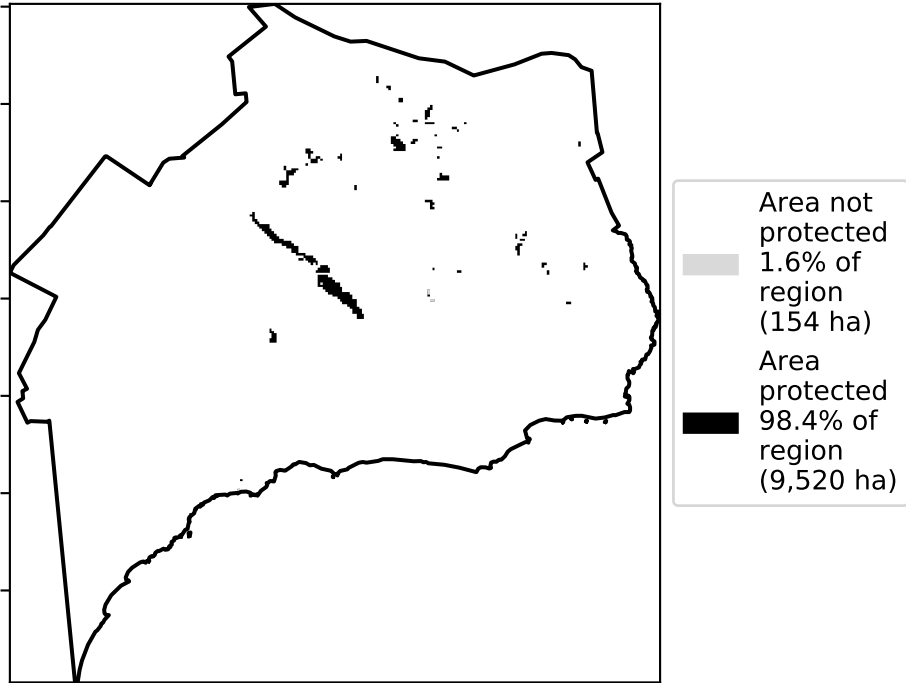 Area not
protected
1.6% of
region
(154 ha)
Area
protected
98.4% of
region
(9,520 ha)